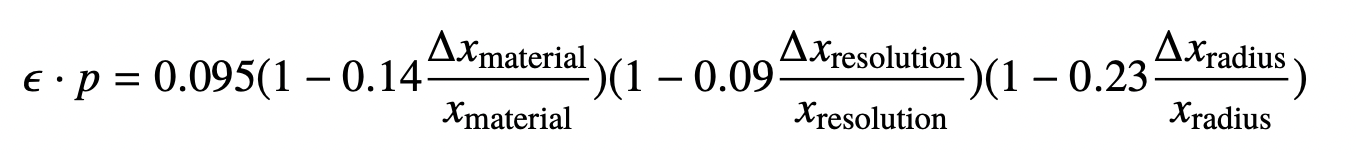 ϵ · p = 0.095(1 − 0.14 Δx_material / x_material)(1 − 0.09 Δx_resolution / x_resolution)(1 − 0.23 Δx_radius / x_radius)